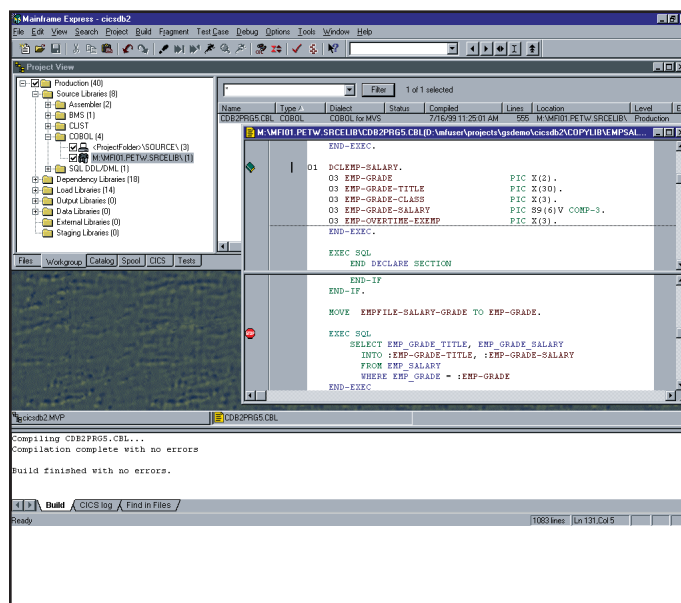 Mainframe Express - cicsdb2
File Edit View Search Project Build Fragment Test Case Debug Options Tools Window Help
Project View
Production (40)
Source Libraries (8)
Assembler (2)
BMS (1)
CLIST
COBOL (4)
<ProjectFolder>\SOURCE\ (3)
M:\MFI01.PETW.SRCELIB\ (1)
SQL DDL/DML (1)
Dependency Libraries (18)
Load Libraries (14)
Output Libraries (0)
Data Libraries (0)
External Libraries (0)
Staging Libraries (0)
Files Workgroup Catalog Spool CICS Tests
* Filter 1 of 1 selected
Name Type Dialect Status Compiled Lines Location Level E
CDB2PRG5.CBL COBOL COBOL for MVS 7/16/99 11:25:01 AM 555 M:\MFI01.PETW.SRCELIB\ Production
M:\MFI01.PETW.SRCELIB\CDB2PRG5.CBL(D:\mfuser\projects\gsdemo\cicsdb2\COPYLIB\EMPSAL...
END-EXEC.
01 DCLEMP-SALARY.
03 EMP-GRADE PIC X(2).
03 EMP-GRADE-TITLE PIC X(30).
03 EMP-GRADE-CLASS PIC X(3).
03 EMP-GRADE-SALARY PIC S9(6)V COMP-3.
03 EMP-OVERTIME-EXEMP PIC X(3).
END-EXEC.
EXEC SQL
END DECLARE SECTION
END-IF
END-IF.
MOVE EMPFILE-SALARY-GRADE TO EMP-GRADE.
EXEC SQL
SELECT EMP_GRADE_TITLE, EMP_GRADE_SALARY
INTO :EMP-GRADE-TITLE, :EMP-GRADE-SALARY
FROM EMP_SALARY
WHERE EMP_GRADE = :EMP-GRADE
END-EXEC
cicsdb2.MVP CDB2PRG5.CBL
Compiling CDB2PRG5.CBL...
Compilation complete with no errors
Build finished with no errors.
Build CICS log Find in Files
Ready 1083 lines Ln 131,Col 5